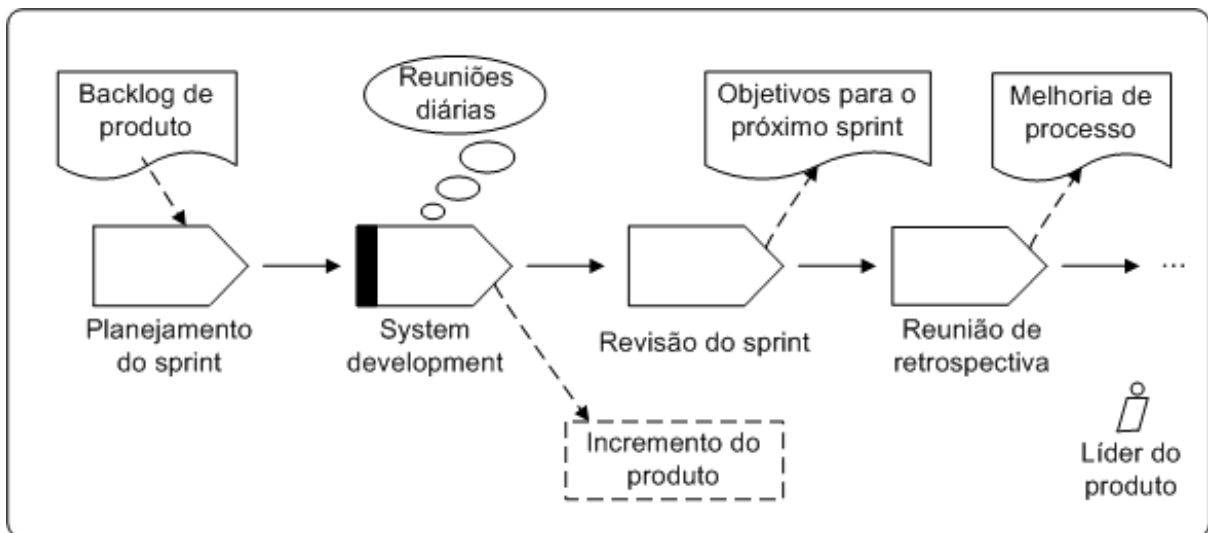 Backlog de
produto
Reuniões
diárias
Objetivos para o
próximo sprint
Melhoria de
processo
...
Planejamento
do sprint
System
development
Revisão do sprint
Reunião de
retrospectiva
Incremento do
produto
Líder do
produto